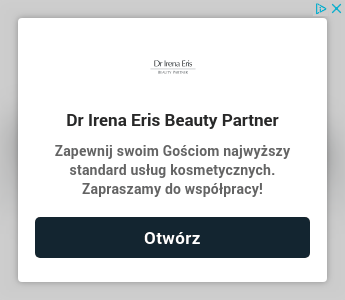 Dr Irena Eris
BEAUTY PARTNER
Dr Irena Eris Beauty Partner
Zapewnij swoim Gościom najwyższy
standard usług kosmetycznych.
Zapraszamy do współpracy!
Otwórz